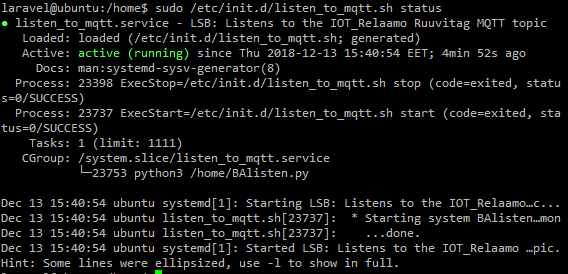 laravel@ubuntu:/home$ sudo /etc/init.d/listen_to_mqtt.sh status
● listen_to_mqtt.service - LSB: Listens to the IOT_Relaamo Ruuvitag MQTT topic
Loaded: loaded (/etc/init.d/listen_to_mqtt.sh; generated)
Active: active (running) since Thu 2018-12-13 15:40:54 EET; 4min 52s ago
Docs: man:systemd-sysv-generator(8)
Process: 23398 ExecStop=/etc/init.d/listen_to_mqtt.sh stop (code=exited, statu
s=0/SUCCESS)
Process: 23737 ExecStart=/etc/init.d/listen_to_mqtt.sh start (code=exited, sta
tus=0/SUCCESS)
Tasks: 1 (limit: 1111)
CGroup: /system.slice/listen_to_mqtt.service
└─23753 python3 /home/BAlisten.py
Dec 13 15:40:54 ubuntu systemd[1]: Starting LSB: Listens to the IOT_Relaamo…c...
Dec 13 15:40:54 ubuntu listen_to_mqtt.sh[23737]:  * Starting system BAlisten…mon
Dec 13 15:40:54 ubuntu listen_to_mqtt.sh[23737]:    ...done.
Dec 13 15:40:54 ubuntu systemd[1]: Started LSB: Listens to the IOT_Relaamo …pic.
Hint: Some lines were ellipsized, use -l to show in full.